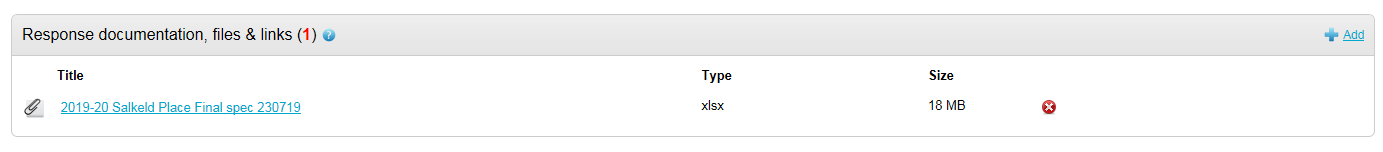 Response documentation, files & links (1) ?
Add
Title Type Size
2019-20 Salkeld Place Final spec 230719 xlsx 18 MB